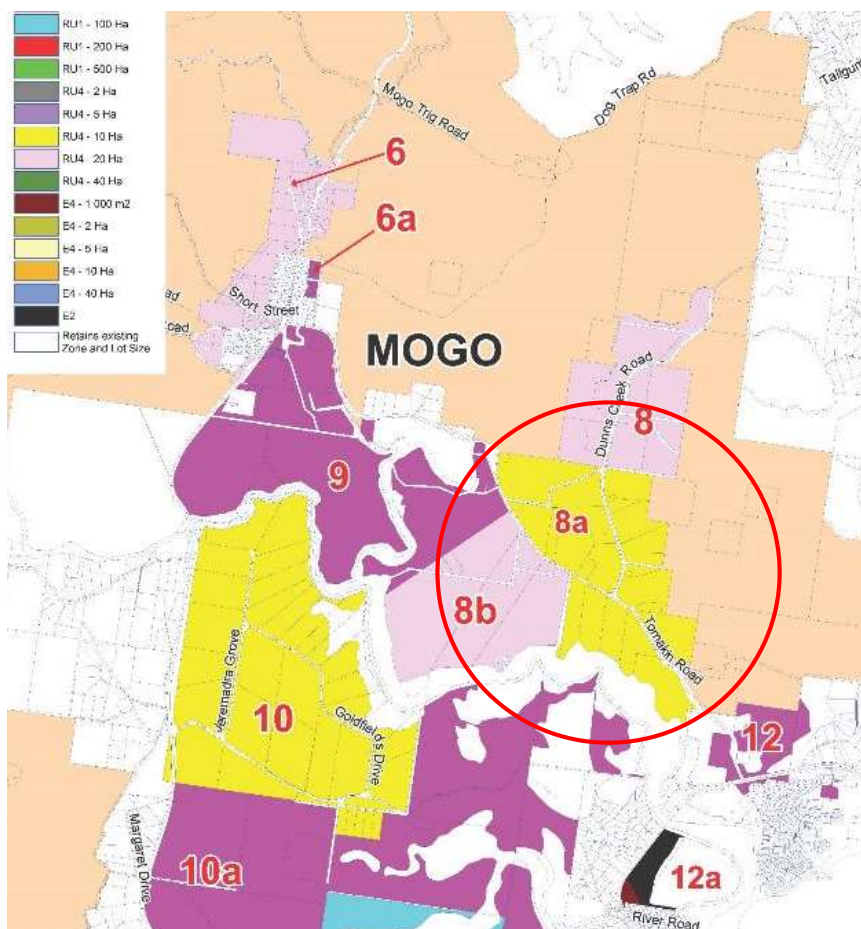 RU1 - 100 Ha
RU1 - 200 Ha
RU1 - 500 Ha
RU4 - 2 Ha
RU4 - 5 Ha
RU4 - 10 Ha
RU4 - 20 Ha
RU4 - 40 Ha
E4 - 1 000 m2
E4 - 2 Ha
E4 - 5 Ha
E4 - 10 Ha
E4 - 40 Ha
E2
Retains existing
Zone and Lot Size
Mogo Trig Road
Dog Trap Rd
6
6a
Short Street
MOGO
Dunns Creek Road
8
9
8a
8b
Tomakin Road
Jeremadra Grove
10
Goldfields Drive
12
Margaret Drive
10a
12a
River Road